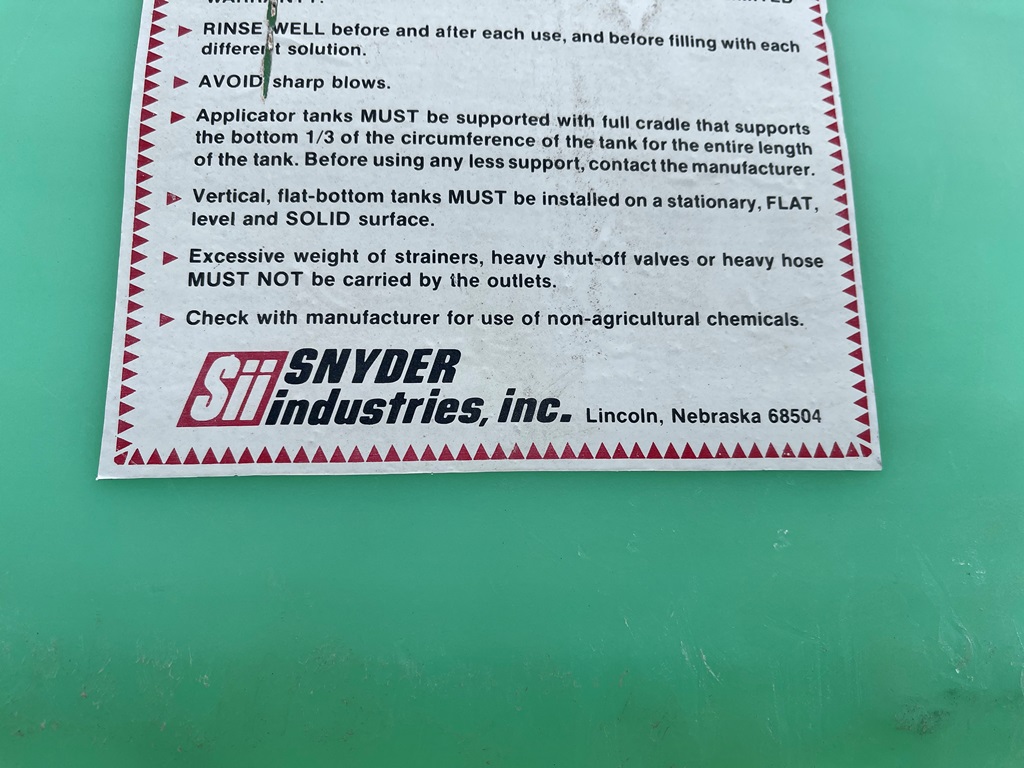 WARRANTY.
RINSE WELL before and after each use, and before filling with each
different solution.
AVOID sharp blows.
Applicator tanks MUST be supported with full cradle that supports
the bottom 1/3 of the circumference of the tank for the entire length
of the tank. Before using any less support, contact the manufacturer.
Vertical, flat-bottom tanks MUST be installed on a stationary, FLAT,
level and SOLID surface.
Excessive weight of strainers, heavy shut-off valves or heavy hose
MUST NOT be carried by the outlets.
Check with manufacturer for use of non-agricultural chemicals.
Sii SNYDER
industries, inc. Lincoln, Nebraska 68504